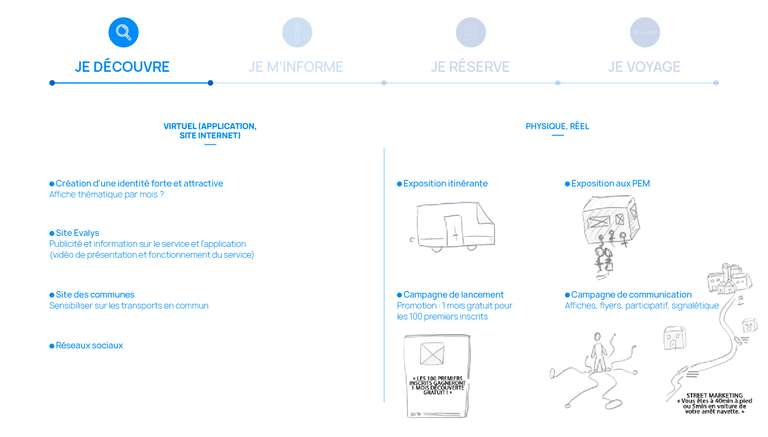 JE DÉCOUVRE
JE M'INFORME
JE RÉSERVE
JE VOYAGE
VIRTUEL (APPLICATION,
SITE INTERNET)
PHYSIQUE, RÉEL
Création d'une identité forte et attractive
Affiche thématique par mois ?
Site Evalys
Publicité et information sur le service et l'application
(vidéo de présentation et fonctionnement du service)
Site des communes
Sensibiliser sur les transports en commun
Réseaux sociaux
Exposition itinérante
Exposition aux PEM
Campagne de lancement
Promotion : 1 mois gratuit pour
les 100 premiers inscrits
Campagne de communication
Affiches, flyers, participatif, signalétique
« LES 100 PREMIERS
INSCRITS GAGNERONT
1 MOIS DÉCOUVERTE
GRATUIT ! »
STREET MARKETING
« Vous êtes à 40min à pied
ou 5min en voiture de
votre arrêt navette. »